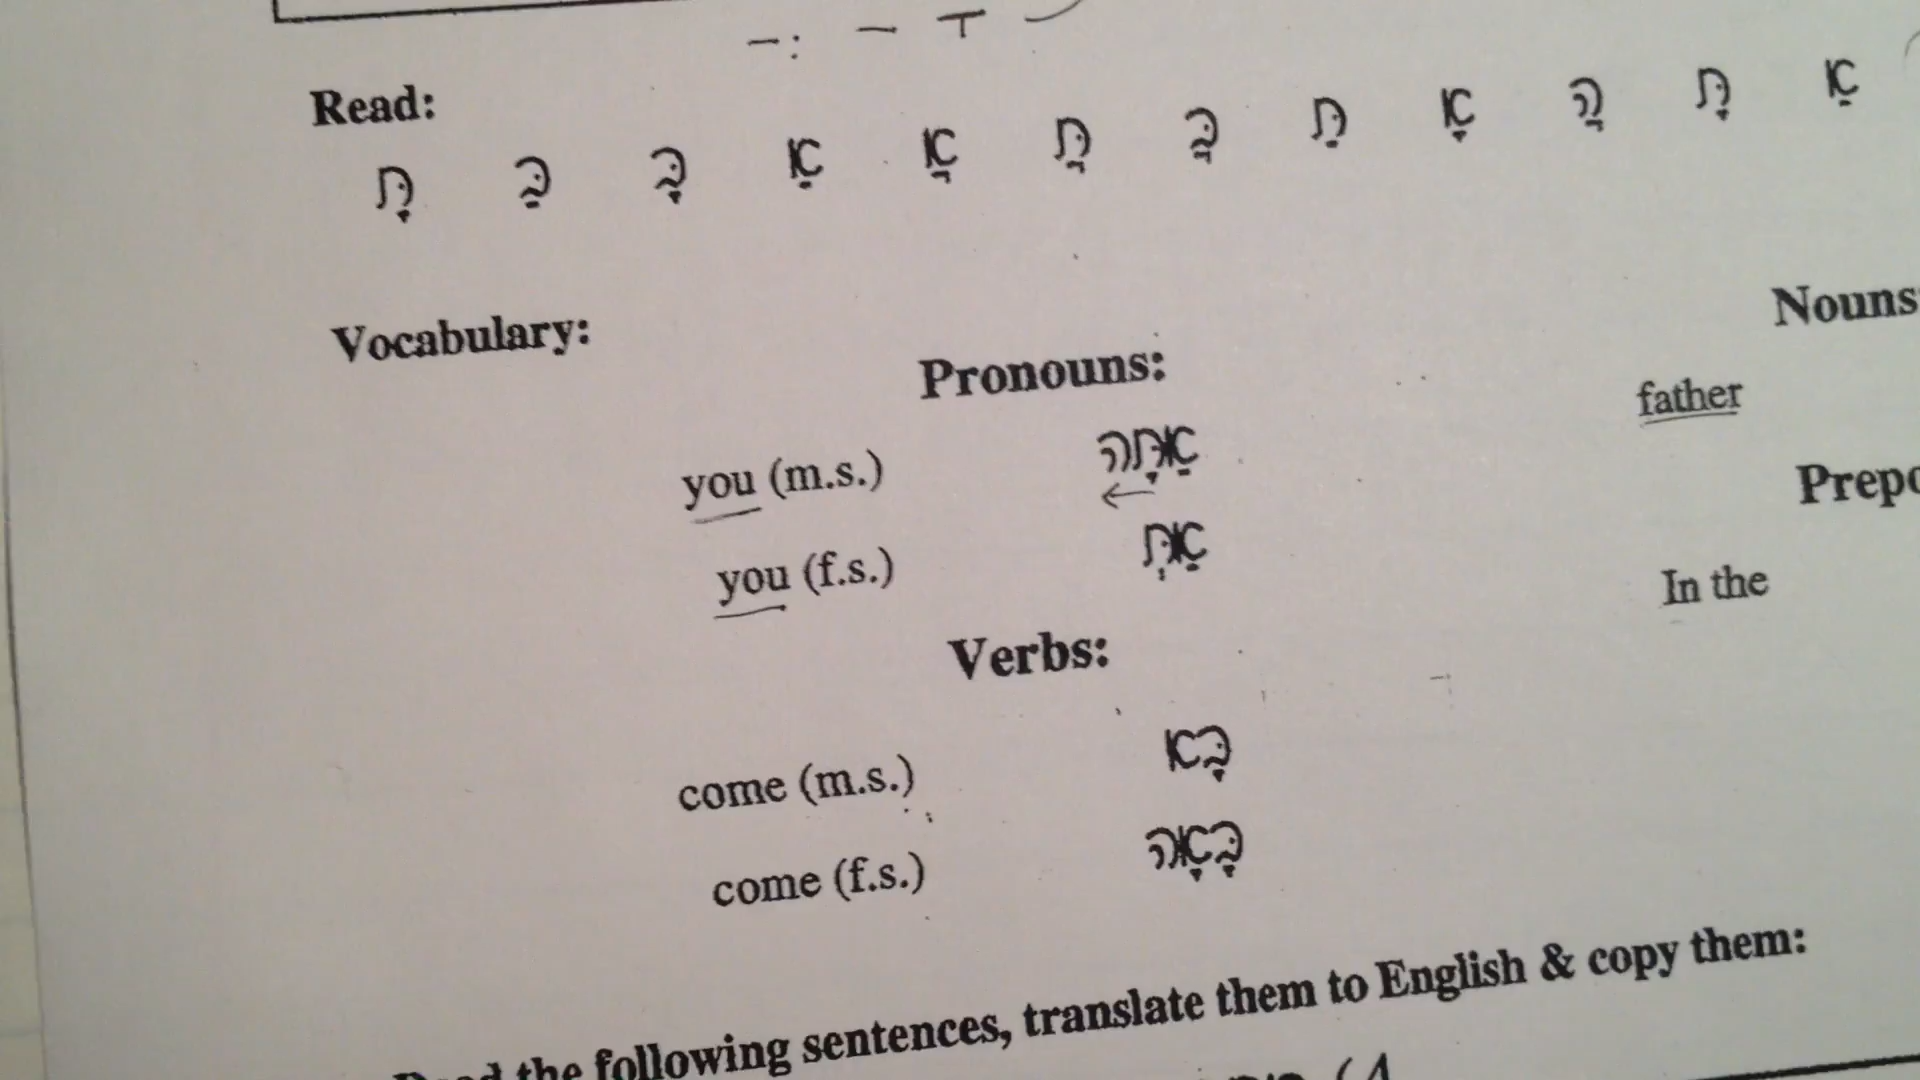 Read:
אַ תָּ הָ אָ תַּ בָּ תָּ אָ אַ בָּ בַּ תָּ
Vocabulary:
Nouns
Pronouns:
father
you (m.s.) אַתָּה
you (f.s.) אַתְּ
In the
Verbs:
come (m.s.) בָּא
come (f.s.) בָּאָה
the following sentences, translate them to English & copy them: